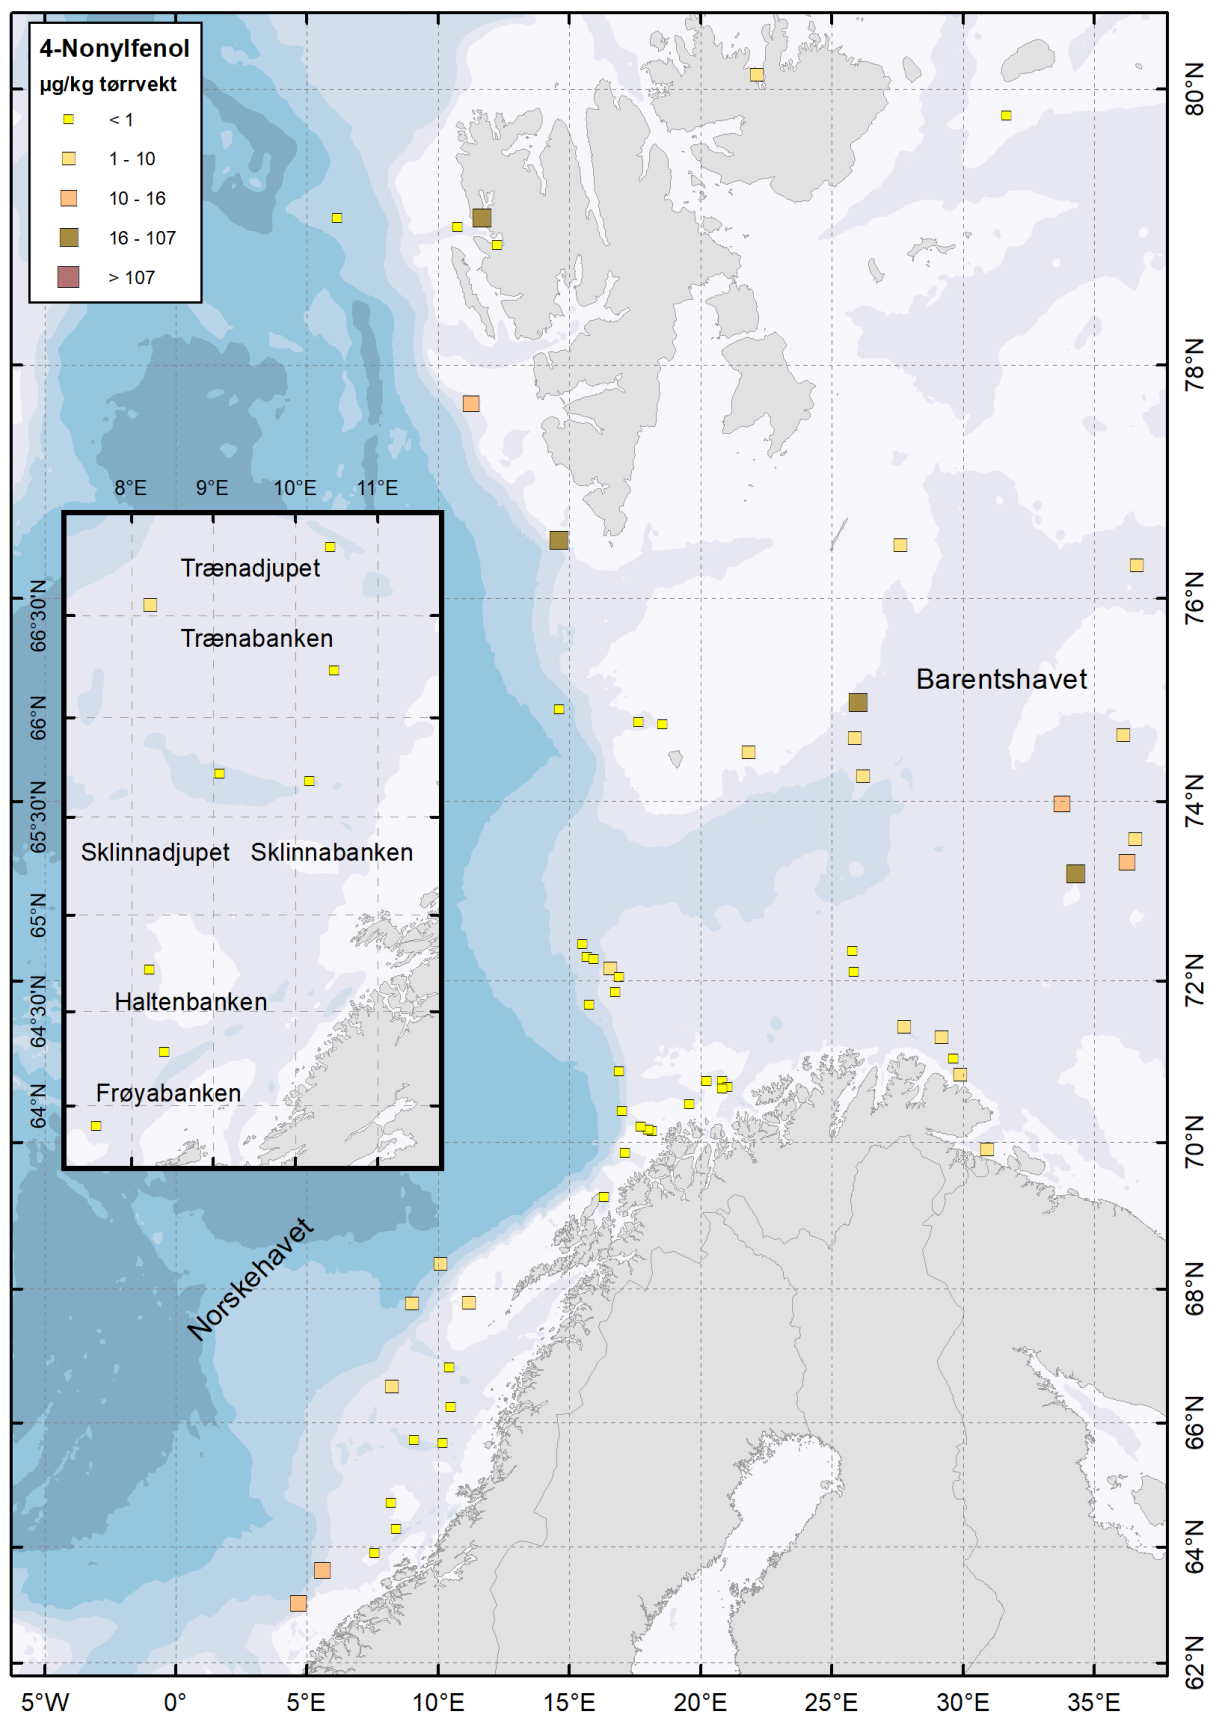 4-Nonylfenol
µg/kg tørrvekt
< 1
1 - 10
10 - 16
16 - 107
> 107
80°N
78°N
76°N
74°N
72°N
70°N
68°N
66°N
64°N
62°N
8°E 9°E 10°E 11°E
66°30'N
66°N
65°30'N
65°N
64°30'N
64°N
Trænadjupet
Trænabanken
Sklinnadjupet Sklinnabanken
Haltenbanken
Frøyabanken
Barentshavet
Norskehavet
5°W 0° 5°E 10°E 15°E 20°E 25°E 30°E 35°E